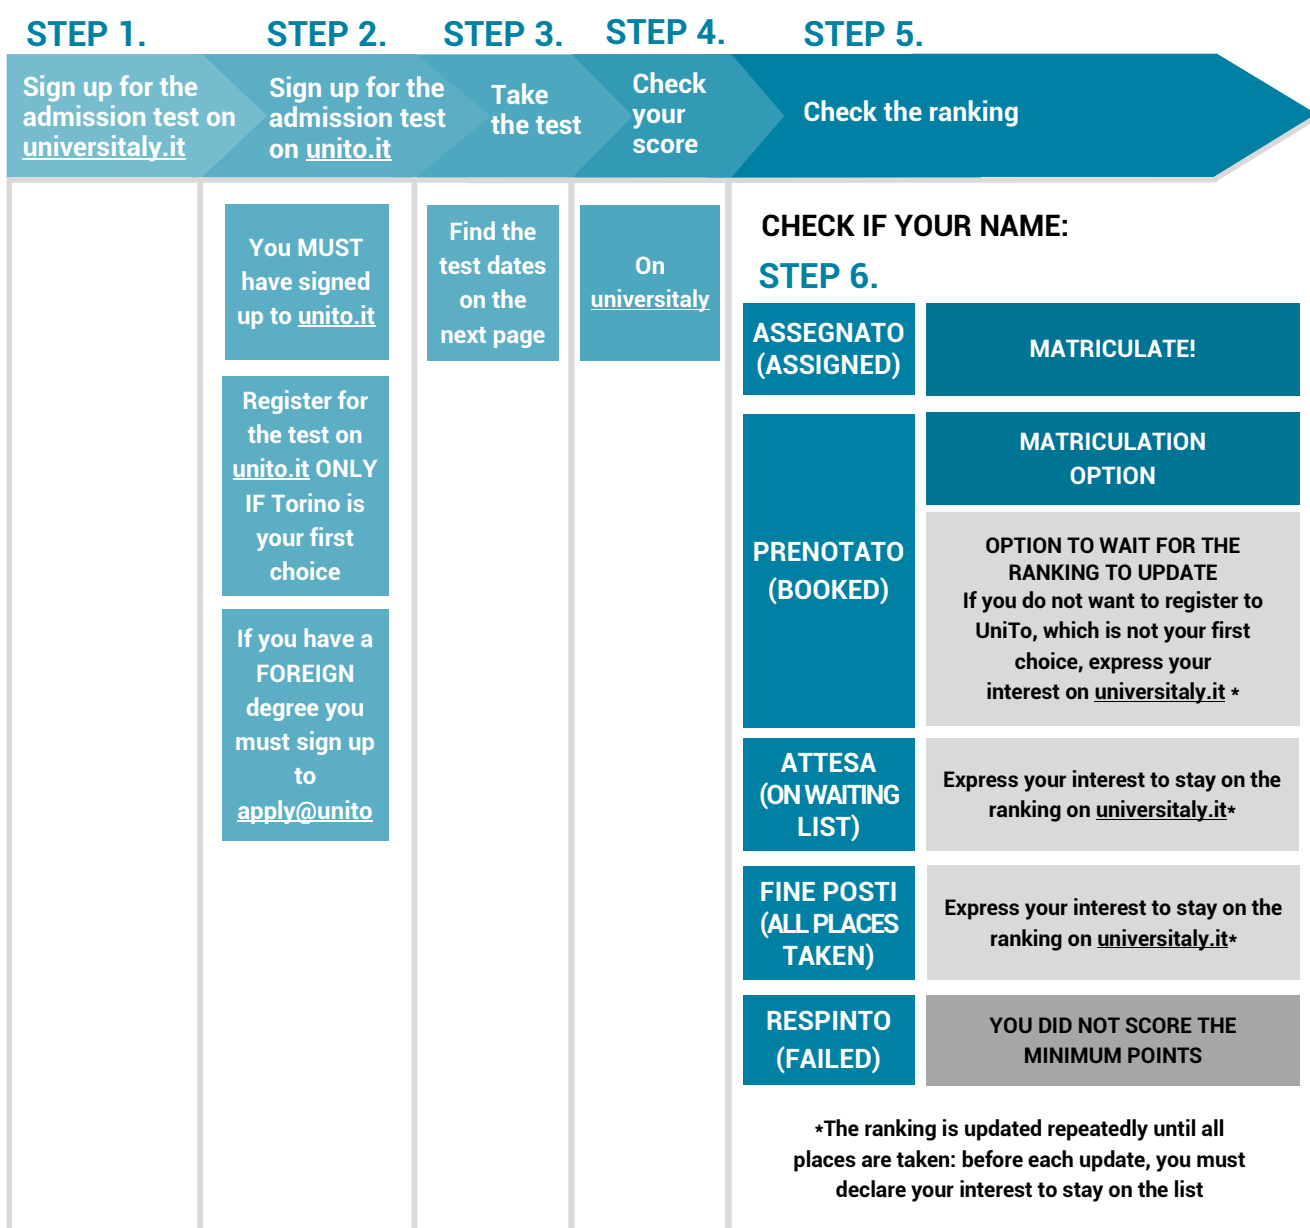 STEP 1.
Sign up for the
admission test on
universitaly.it
STEP 2.
Sign up for the
admission test
on unito.it
You MUST
have signed
up to unito.it
Register for
the test on
unito.it ONLY
IF Torino is
your first
choice
If you have a
FOREIGN
degree you
must sign up
to
apply@unito
STEP 3.
Take
the test
Find the
test dates
on the
next page
STEP 4.
Check
your
score
On
universitaly
STEP 5.
Check the ranking
CHECK IF YOUR NAME:
STEP 6.
ASSEGNATO
(ASSIGNED)
MATRICULATE!
PRENOTATO
(BOOKED)
MATRICULATION
OPTION
OPTION TO WAIT FOR THE
RANKING TO UPDATE
If you do not want to register to
UniTo, which is not your first
choice, express your
interest on universitaly.it *
ATTESA
(ON WAITING
LIST)
Express your interest to stay on the
ranking on universitaly.it*
FINE POSTI
(ALL PLACES
TAKEN)
Express your interest to stay on the
ranking on universitaly.it*
RESPINTO
(FAILED)
YOU DID NOT SCORE THE
MINIMUM POINTS
*The ranking is updated repeatedly until all
places are taken: before each update, you must
declare your interest to stay on the list